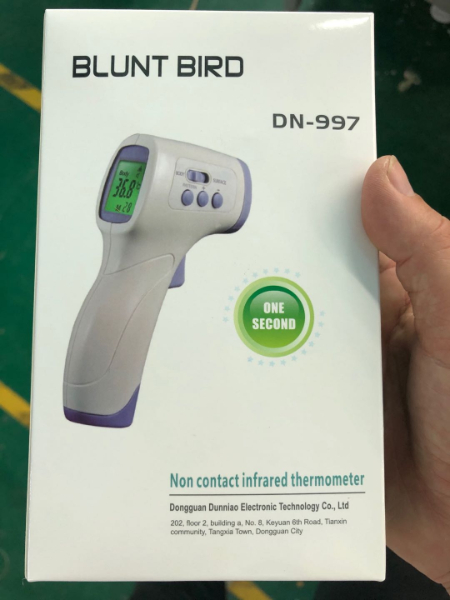 BLUNT BIRD
DN-997
Body
36.8
ONE
SECOND
Non contact infrared thermometer
Dongguan Dunniao Electronic Technology Co., Ltd
202, floor 2, building a, No. 8, Keyuan 6th Road, Tianxin
community, Tangxia Town, Dongguan City